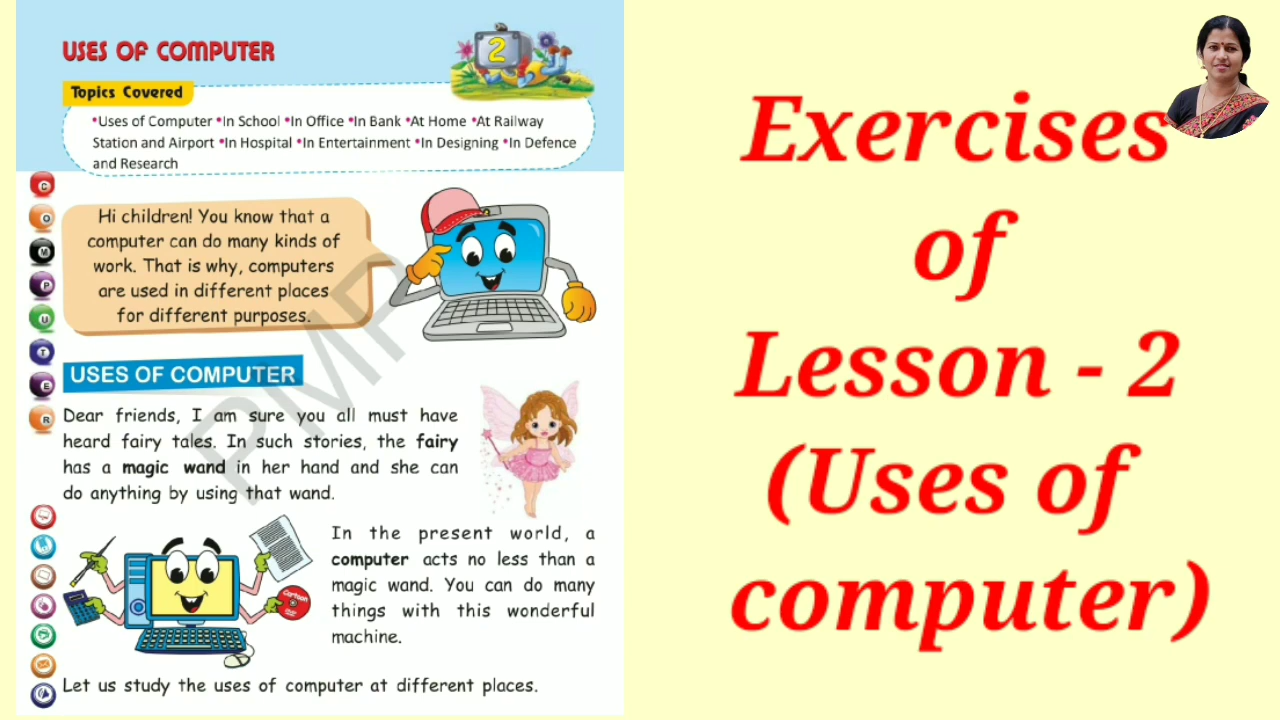 USES OF COMPUTER
2
Topics Covered
•Uses of Computer •In School •In Office •In Bank •At Home •At Railway
Station and Airport •In Hospital •In Entertainment •In Designing •In Defence
and Research
C
O
M
P
U
T
E
R
Hi children! You know that a
computer can do many kinds of
work. That is why, computers
are used in different places
for different purposes.
PMP
USES OF COMPUTER
Dear friends, I am sure you all must have
heard fairy tales. In such stories, the fairy
has a magic wand in her hand and she can
do anything by using that wand.
Cartoon
In the present world, a
computer acts no less than a
magic wand. You can do many
things with this wonderful
machine.
Let us study the uses of computer at different places.
Exercises
of
Lesson - 2
(Uses of
computer)